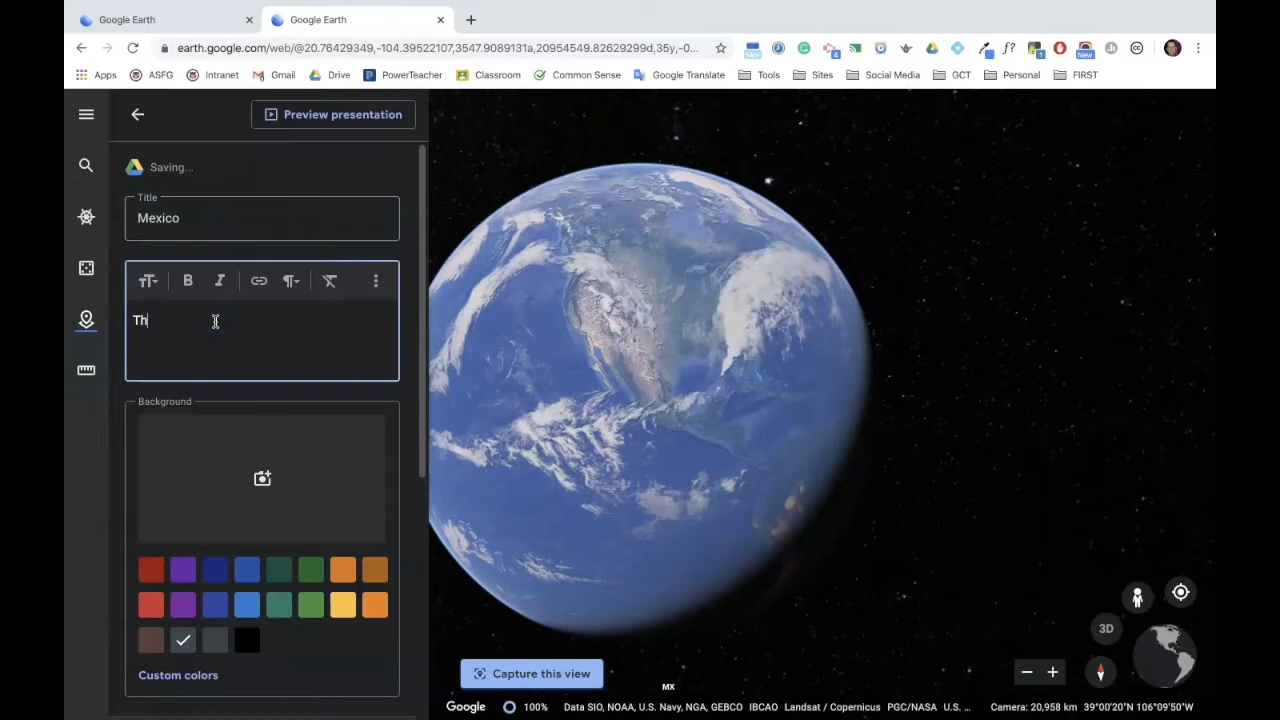 Google Earth
Google Earth
earth.google.com/web/@20.76429349,-104.39522107,3547.9089131a,20954549.82629299d,35y,-0...
Apps ASFG Intranet Gmail Drive PowerTeacher Classroom Common Sense Google Translate Tools Sites Social Media GCT Personal FIRST
Preview presentation
Saving...
Title
Mexico
Th
Background
Custom colors
3D
Capture this view
MX
Google 100% Data SIO, NOAA, U.S. Navy, NGA, GEBCO IBCAO Landsat / Copernicus PGC/NASA U.S. ... Camera: 20,958 km 39°00'20"N 106°09'50"W